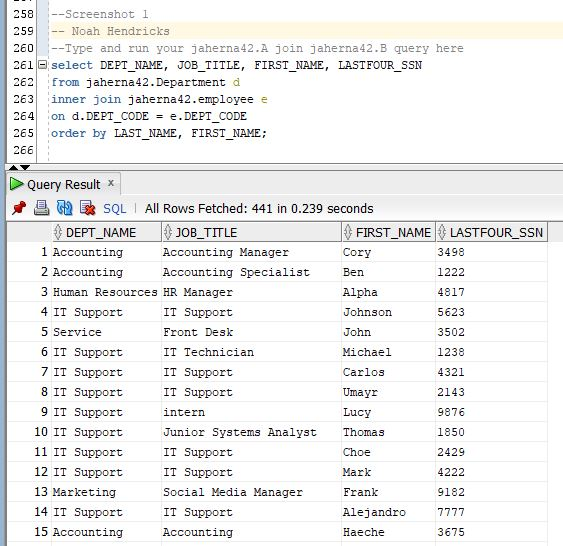 258 --Screenshot 1
259 -- Noah Hendricks
260 --Type and run your jaherna42.A join jaherna42.B query here
261 select DEPT_NAME, JOB_TITLE, FIRST_NAME, LASTFOUR_SSN
262 from jaherna42.Department d
263 inner join jaherna42.employee e
264 on d.DEPT_CODE = e.DEPT_CODE
265 order by LAST_NAME, FIRST_NAME;
266
Query Result x
SQL | All Rows Fetched: 441 in 0.239 seconds
DEPT_NAME JOB_TITLE FIRST_NAME LASTFOUR_SSN
1 Accounting Accounting Manager Cory 3498
2 Accounting Accounting Specialist Ben 1222
3 Human Resources HR Manager Alpha 4817
4 IT Support IT Support Johnson 5623
5 Service Front Desk John 3502
6 IT Support IT Technician Michael 1238
7 IT Support IT Support Carlos 4321
8 IT Support IT Support Umayr 2143
9 IT Support intern Lucy 9876
10 IT Support Junior Systems Analyst Thomas 1850
11 IT Support IT Support Choe 2429
12 IT Support IT Support Mark 4222
13 Marketing Social Media Manager Frank 9182
14 IT Support IT Support Alejandro 7777
15 Accounting Accounting Haeche 3675